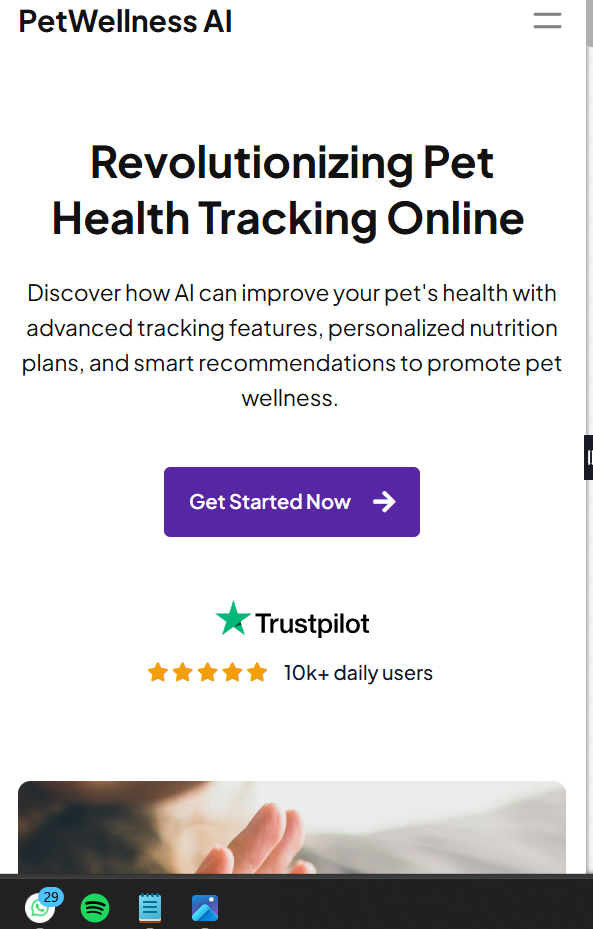 PetWellness AI
Revolutionizing Pet
Health Tracking Online
Discover how AI can improve your pet's health with
advanced tracking features, personalized nutrition
plans, and smart recommendations to promote pet
wellness.
Get Started Now
Trustpilot
10k+ daily users
29